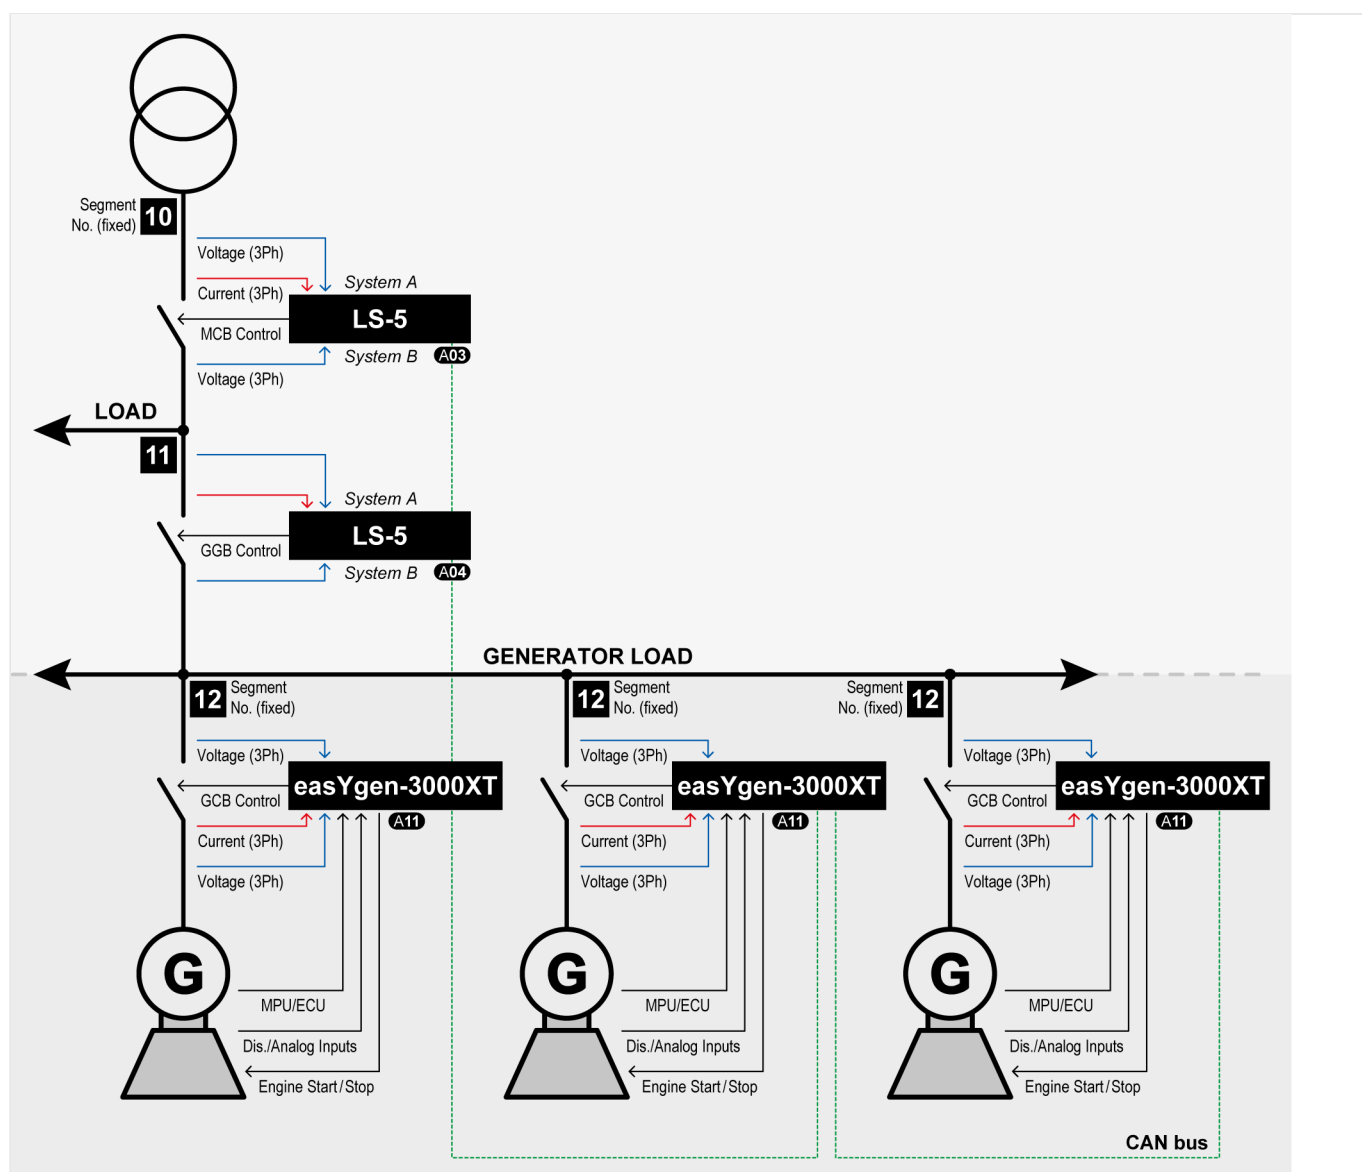 Segment
No. (fixed)
10
Voltage (3Ph)
Current (3Ph)
System A
LS-5
MCB Control
System B
A03
Voltage (3Ph)
LOAD
11
System A
LS-5
GGB Control
System B
A04
GENERATOR LOAD
12
Segment
No. (fixed)
12
Segment
No. (fixed)
Segment
No. (fixed)
12
Voltage (3Ph)
easYgen-3000XT
GCB Control
A11
Current (3Ph)
Voltage (3Ph)
G
MPU/ECU
Dis./Analog Inputs
Engine Start/Stop
Voltage (3Ph)
easYgen-3000XT
GCB Control
A11
Current (3Ph)
Voltage (3Ph)
G
MPU/ECU
Dis./Analog Inputs
Engine Start/Stop
Voltage (3Ph)
easYgen-3000XT
GCB Control
A11
Current (3Ph)
Voltage (3Ph)
G
MPU/ECU
Dis./Analog Inputs
Engine Start/Stop
CAN bus